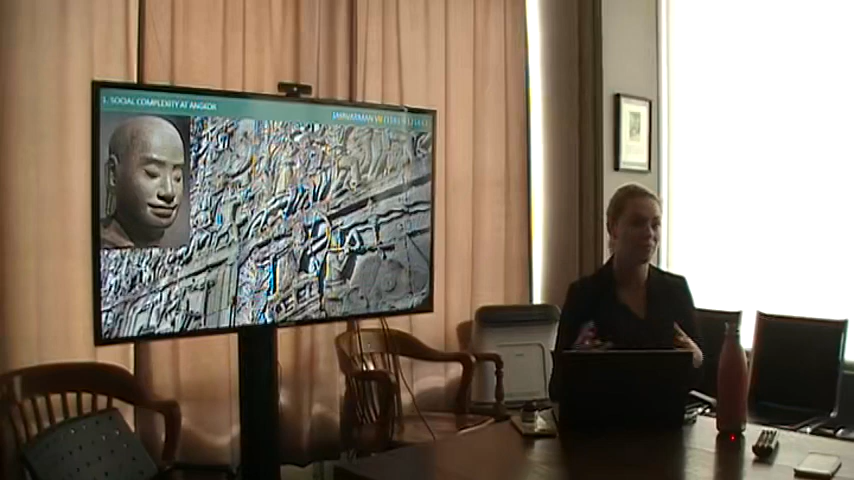 1. SOCIAL COMPLEXITY AT ANGKOR
JAYAVARMAN VII